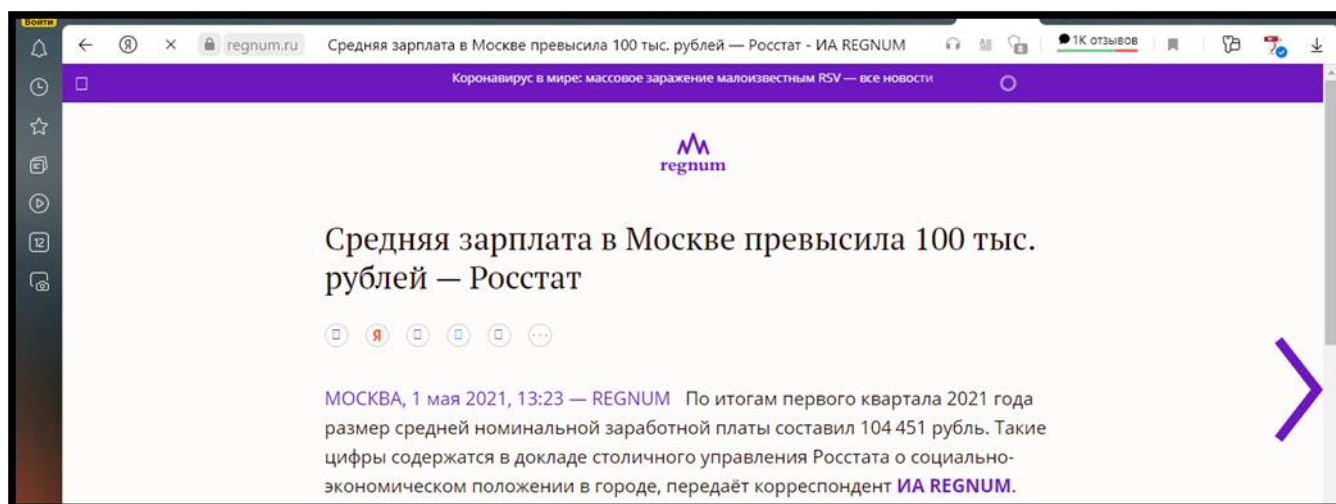 Войти
regnum.ru Средняя зарплата в Москве превысила 100 тыс. рублей — Росстат - ИА REGNUM 1K отзывов
Коронавирус в мире: массовое заражение малоизвестным RSV — все новости
regnum
Средняя зарплата в Москве превысила 100 тыс.
рублей — Росстат
Я
МОСКВА, 1 мая 2021, 13:23 — REGNUM По итогам первого квартала 2021 года
размер средней номинальной заработной платы составил 104 451 рубль. Такие
цифры содержатся в докладе столичного управления Росстата о социально-
экономическом положении в городе, передаёт корреспондент ИА REGNUM.
12